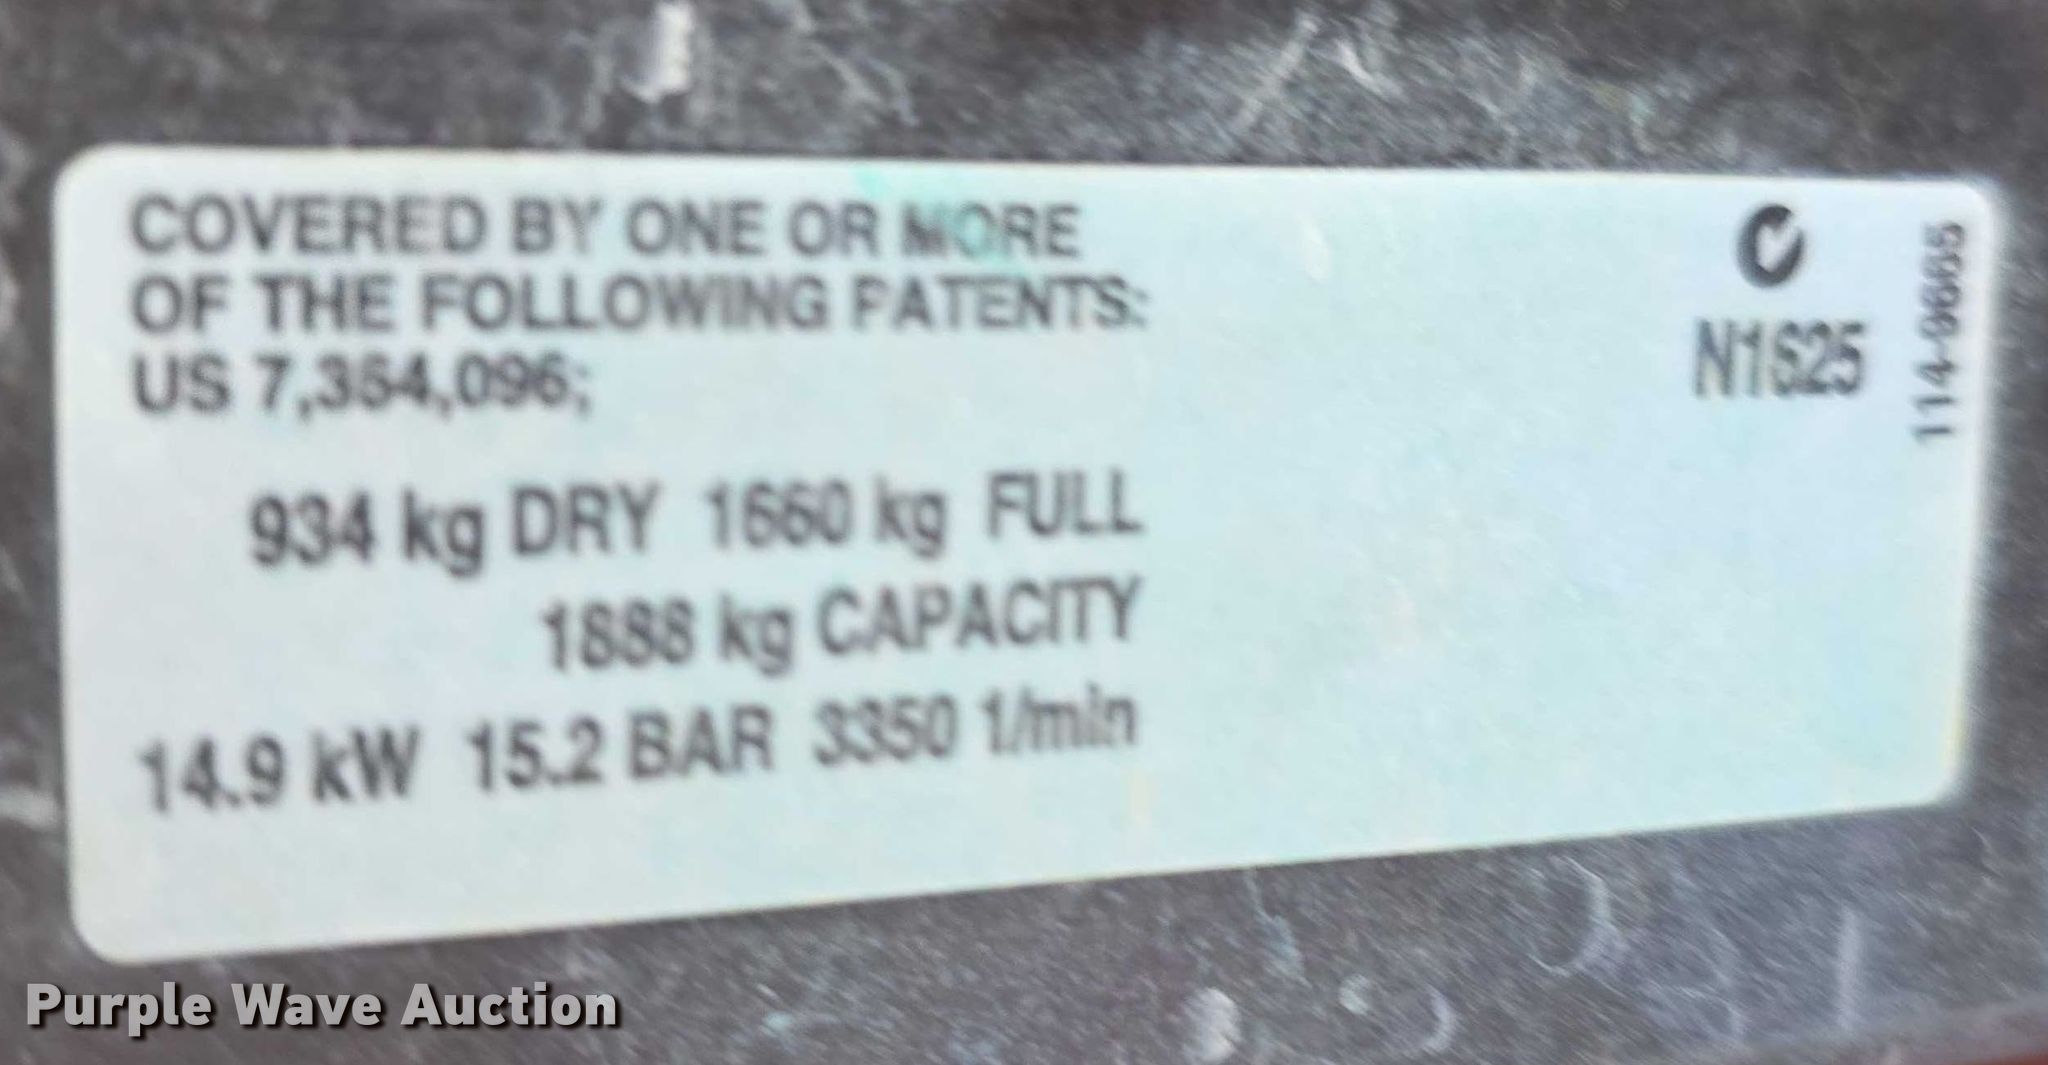 COVERED BY ONE OR MORE
OF THE FOLLOWING PATENTS:
US 7,354,096;
934 kg DRY 1660 kg FULL
1888 kg CAPACITY
14.9 kW 15.2 BAR 3350 1/min
N1625
114-9665
Purple Wave Auction